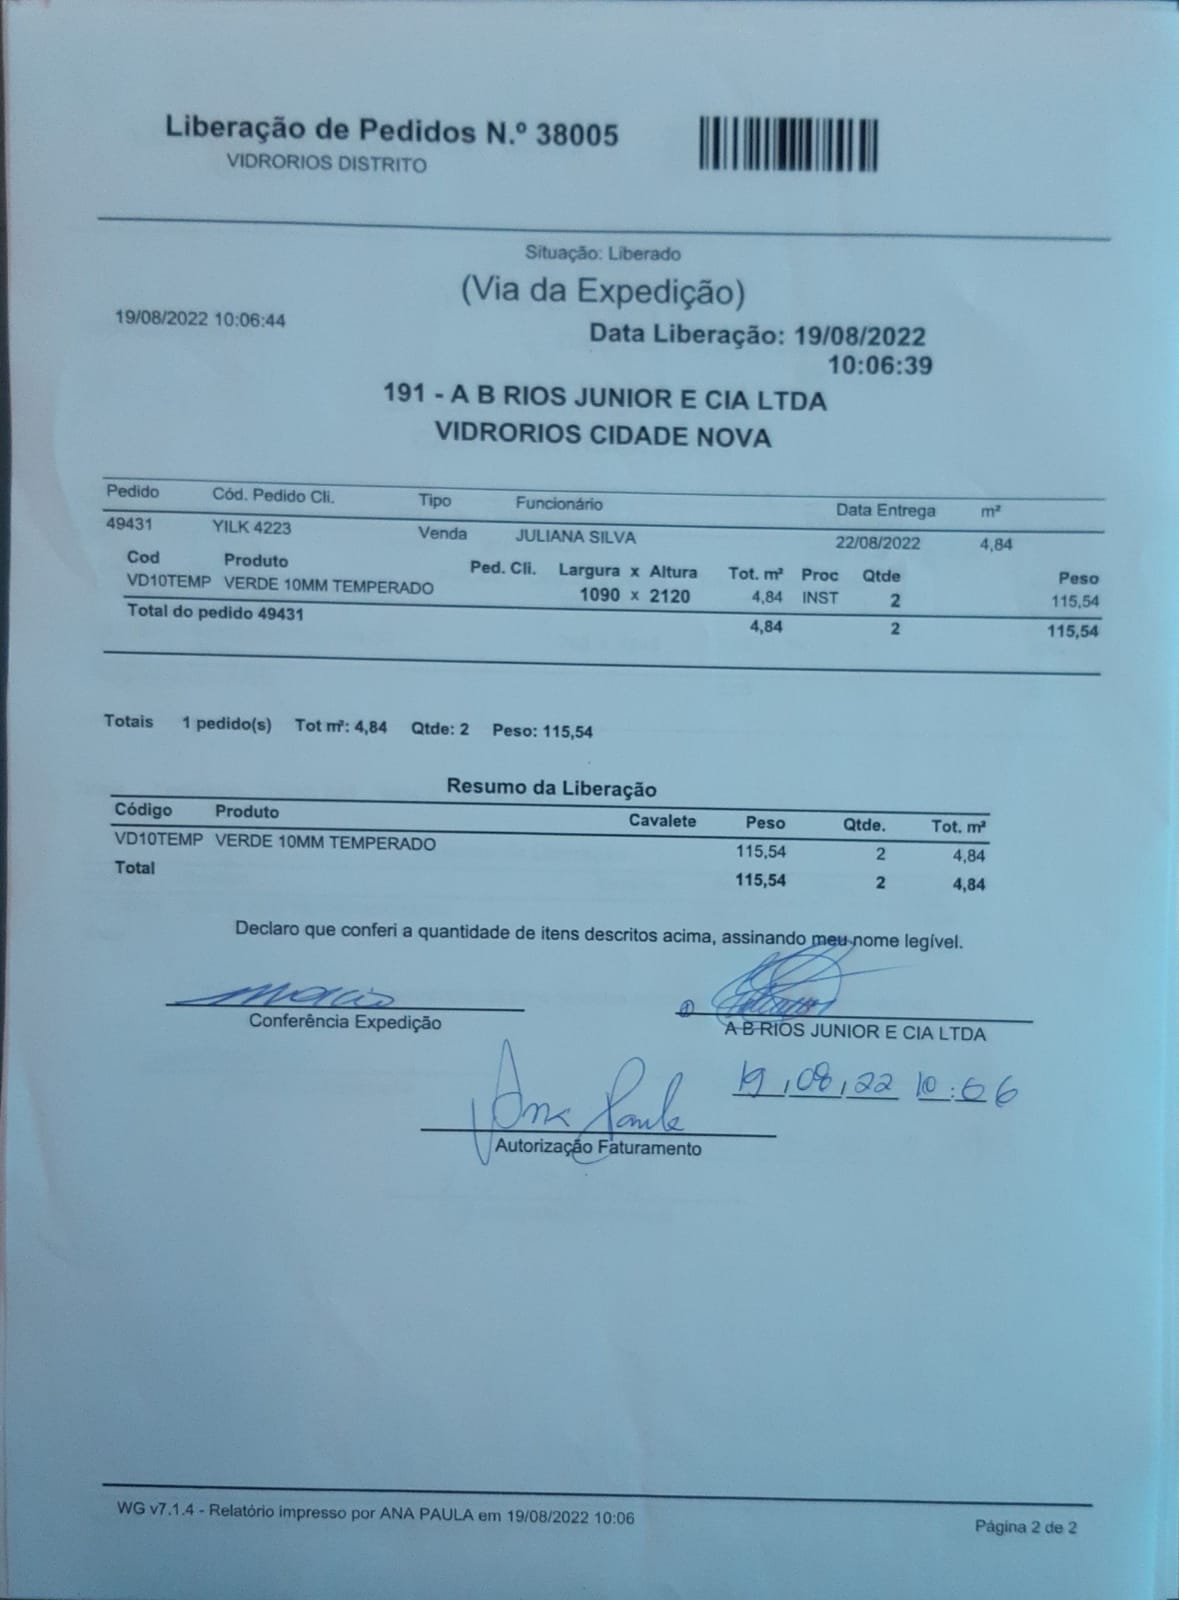 Liberação de Pedidos N.º 38005
VIDRORIOS DISTRITO
Situação: Liberado
(Via da Expedição)
19/08/2022 10:06:44
Data Liberação: 19/08/2022
10:06:39
191 - A B RIOS JUNIOR E CIA LTDA
VIDRORIOS CIDADE NOVA
Pedido Cód. Pedido Cli. Tipo Funcionário Data Entrega m²
49431 YILK 4223 Venda JULIANA SILVA 22/08/2022 4,84
Cod Produto Ped. Cli. Largura x Altura Tot. m² Proc Qtde Peso
VD10TEMP VERDE 10MM TEMPERADO 1090 x 2120 4,84 INST 2 115,54
Total do pedido 49431 4,84 2 115,54
Totais 1 pedido(s) Tot m²: 4,84 Qtde: 2 Peso: 115,54
Resumo da Liberação
Código Produto Cavalete Peso Qtde. Tot. m²
VD10TEMP VERDE 10MM TEMPERADO 115,54 2 4,84
Total 115,54 2 4,84
Declaro que conferi a quantidade de itens descritos acima, assinando meu nome legível.
Conferência Expedição
A B RIOS JUNIOR E CIA LTDA
19,08,22 10:06
Ana Paula
Autorização Faturamento
WG v7.1.4 - Relatório impresso por ANA PAULA em 19/08/2022 10:06
Página 2 de 2